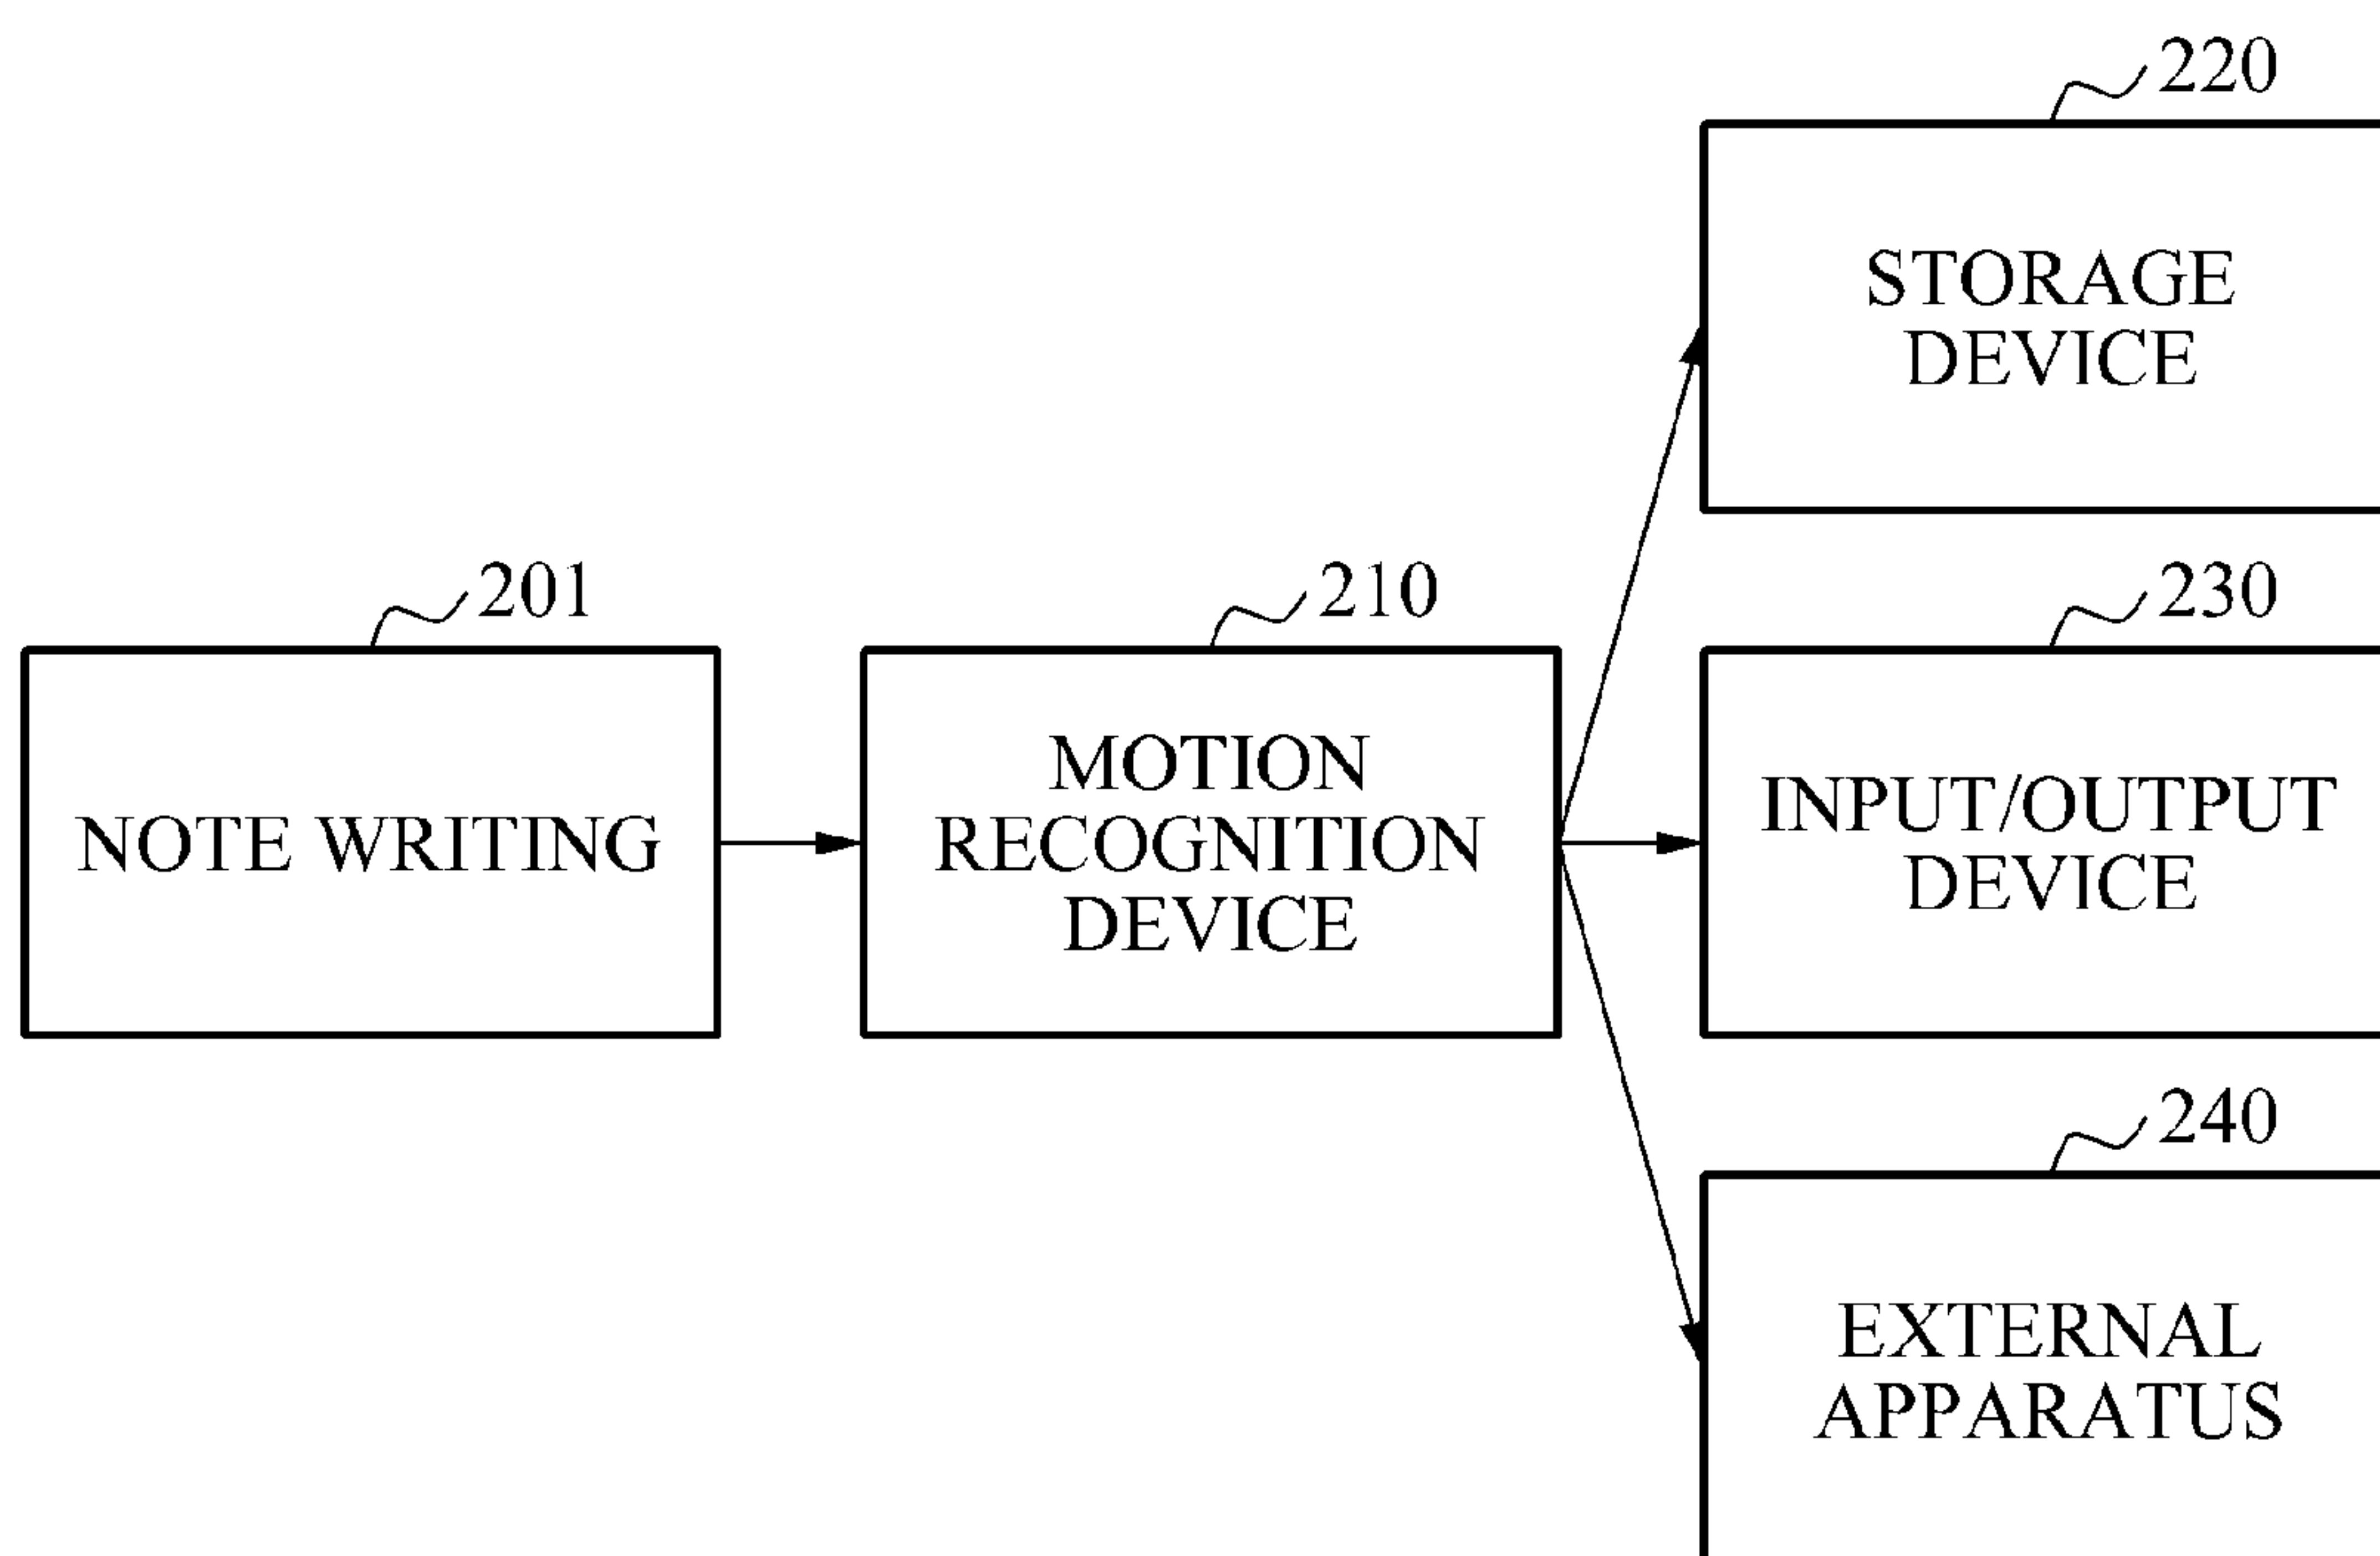 220
STORAGE
DEVICE
201
NOTE WRITING
210
MOTION
RECOGNITION
DEVICE
230
INPUT/OUTPUT
DEVICE
240
EXTERNAL
APPARATUS